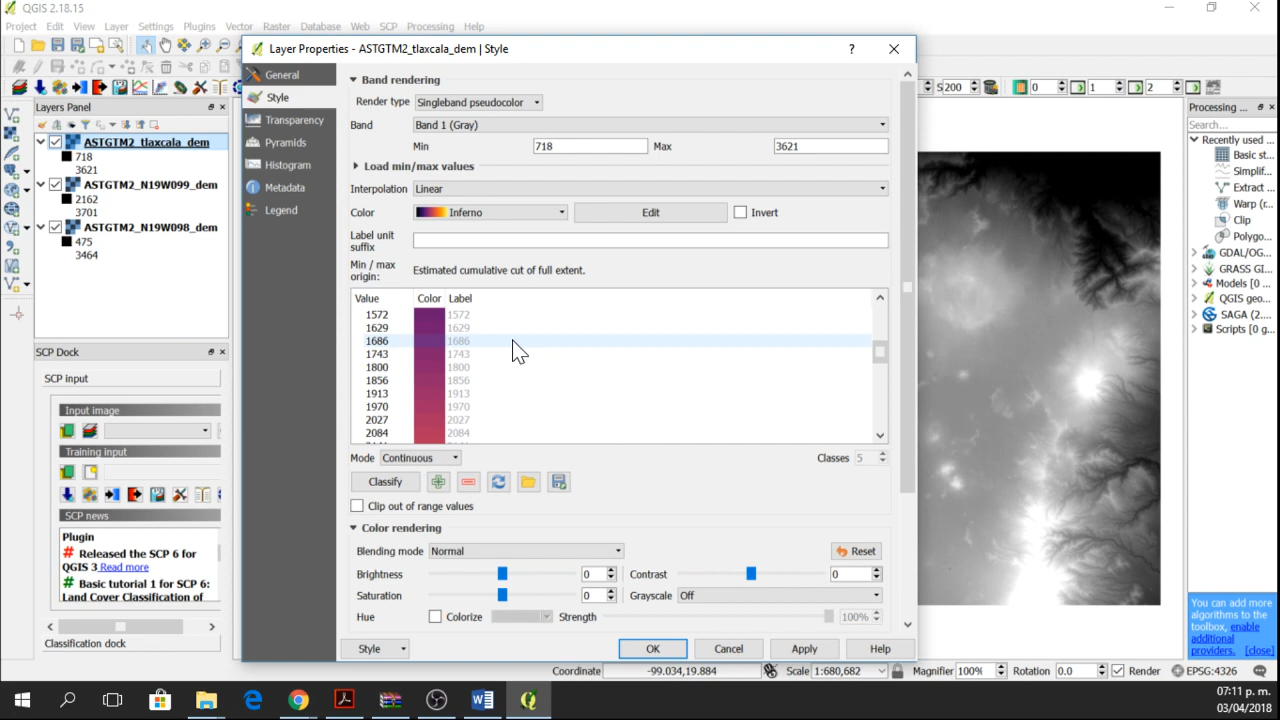 QGIS 2.18.15
Project Edit View Layer Settings Plugins Vector Raster Database Web SCP Processing Help
Layer Properties - ASTGTM2_tlaxcala_dem | Style
?
S200
0
1
2
Layers Panel
ASTGTM2_tlaxcala_dem
718
3621
ASTGTM2_N19W099_dem
2162
3701
ASTGTM2_N19W098_dem
475
3464
SCP Dock
SCP input
Input image
Training input
SCP news
Plugin
# Released the SCP 6 for
QGIS 3 Read more
# Basic tutorial 1 for SCP 6:
Land Cover Classification of
Classification dock
General
Style
Transparency
Pyramids
Histogram
Metadata
Legend
Band rendering
Render type Singleband pseudocolor
Band Band 1 (Gray)
Min 718 Max 3621
Load min/max values
Interpolation Linear
Color Inferno Edit Invert
Label unit
suffix
Min / max
origin: Estimated cumulative cut of full extent.
Value Color Label
1572 1572
1629 1629
1686 1686
1743 1743
1800 1800
1856 1856
1913 1913
1970 1970
2027 2027
2084 2084
Mode Continuous Classes 5
Classify
Clip out of range values
Color rendering
Blending mode Normal Reset
Brightness 0 Contrast 0
Saturation 0 Grayscale Off
Hue Colorize Strength 100%
Style OK Cancel Apply Help
Processing ...
Search...
Recently used ...
Basic st...
Simplif...
Extract ...
Warp (r...
Clip
Polygo...
GDAL/OG...
GRASS GI...
Models [0 ...
QGIS geo...
SAGA (2....
Scripts [0 g...
You can add more
algorithms to the
toolbox, enable
additional
providers. [close]
Coordinate -99.034,19.884 Scale 1:680,682 Magnifier 100% Rotation 0.0 Render EPSG:4326
07:11 p. m.
03/04/2018